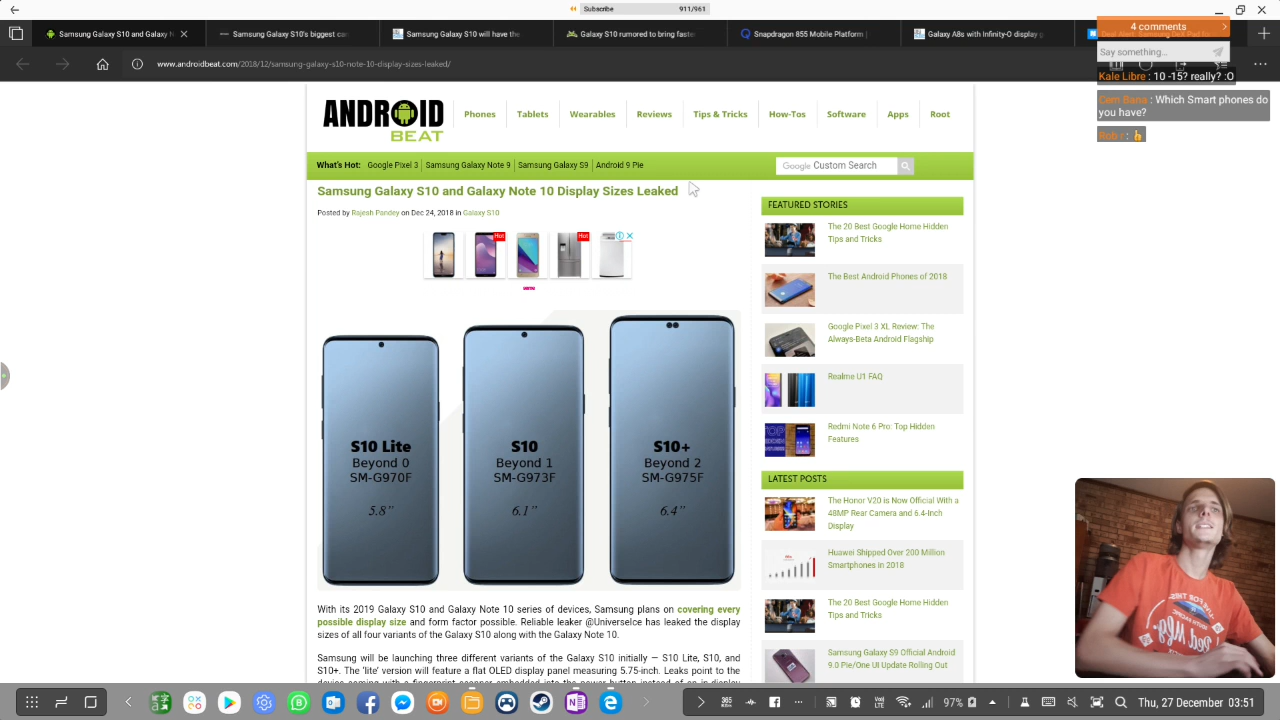 Subscribe 911/961
Samsung Galaxy S10 and Galaxy N
Samsung Galaxy S10's biggest ca
Samsung Galaxy S10 will have the
Galaxy S10 rumored to bring faste
Snapdragon 855 Mobile Platform |
Galaxy A8s with Infinity-O display
www.androidbeat.com/2018/12/samsung-galaxy-s10-note-10-display-sizes-leaked/
4 comments
Say something...
Kale Libre : 10 -15? really? :O
Cem Baris : Which Smart phones do
you have?
ANDROID
BEAT
Phones
Tablets
Wearables
Reviews
Tips & Tricks
How-Tos
Software
Apps
Root
What's Hot: Google Pixel 3 | Samsung Galaxy Note 9 | Samsung Galaxy S9 | Android 9 Pie
Google Custom Search
Samsung Galaxy S10 and Galaxy Note 10 Display Sizes Leaked
Posted by Rajesh Pandey on Dec 24, 2018 in Galaxy S10
Hot
Hot
S10 Lite
Beyond 0
SM-G970F
5.8”
S10
Beyond 1
SM-G973F
6.1”
S10+
Beyond 2
SM-G975F
6.4”
With its 2019 Galaxy S10 and Galaxy Note 10 series of devices, Samsung plans on covering every
possible display size and form factor possible. Reliable leaker @UniverseIce has leaked the display
sizes of all four variants of the Galaxy S10 along with the Galaxy Note 10.
Samsung will be launching three different variants of the Galaxy S10 initially — S10 Lite, S10, and
S10+. The 'lite' version will feature a flat OLED display panel measuring 5.75-inch. Leaks point to the
FEATURED STORIES
The 20 Best Google Home Hidden
Tips and Tricks
The Best Android Phones of 2018
Google Pixel 3 XL Review: The
Always-Beta Android Flagship
Realme U1 FAQ
Redmi Note 6 Pro: Top Hidden
Features
LATEST POSTS
The Honor V20 is Now Official With a
48MP Rear Camera and 6.4-Inch
Display
Huawei Shipped Over 200 Million
Smartphones in 2018
The 20 Best Google Home Hidden
Tips and Tricks
Samsung Galaxy S9 Official Android
9.0 Pie/One UI Update Rolling Out
97%
Thu, 27 December 03:51